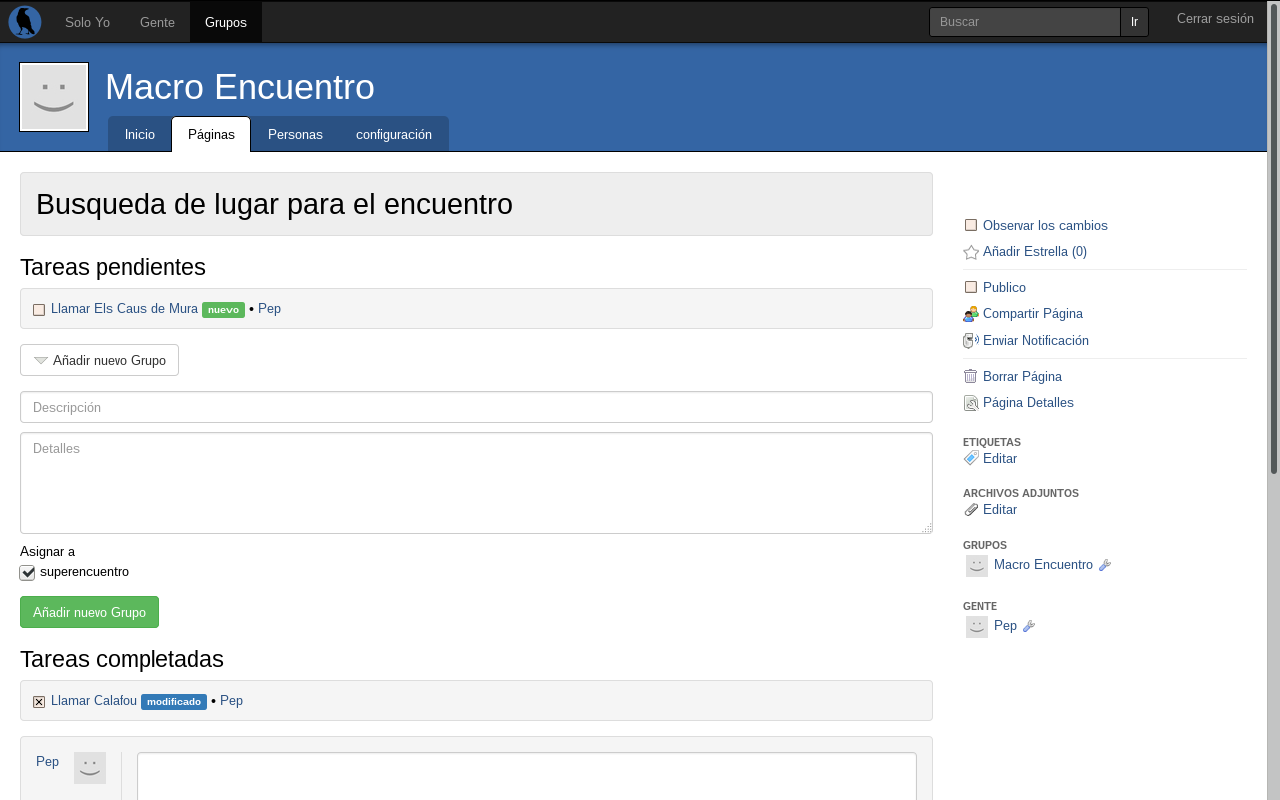 Solo Yo Gente Grupos Buscar Ir Cerrar sesión
Macro Encuentro
Inicio Páginas Personas configuración
Busqueda de lugar para el encuentro
Tareas pendientes
Llamar Els Caus de Mura nuevo • Pep
Añadir nuevo Grupo
Descripción
Detalles
Asignar a
superencuentro
Añadir nuevo Grupo
Tareas completadas
Llamar Calafou modificado • Pep
Pep
Observar los cambios
Añadir Estrella (0)
Publico
Compartir Página
Enviar Notificación
Borrar Página
Página Detalles
ETIQUETAS
Editar
ARCHIVOS ADJUNTOS
Editar
GRUPOS
Macro Encuentro
GENTE
Pep